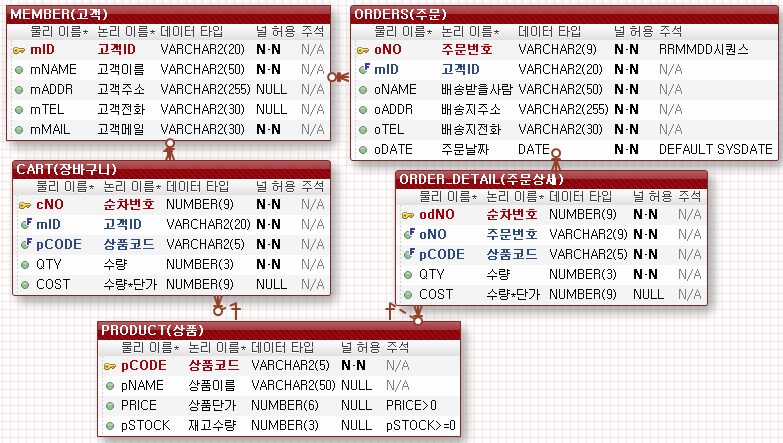 MEMBER(고객)
물리 이름* 논리 이름* 데이터 타입 널 허용 주석
mID 고객ID VARCHAR2(20) N·N N/A
mNAME 고객이름 VARCHAR2(50) N·N N/A
mADDR 고객주소 VARCHAR2(255) NULL N/A
mTEL 고객전화 VARCHAR2(30) NULL N/A
mMAIL 고객메일 VARCHAR2(30) N·N N/A
ORDERS(주문)
물리 이름* 논리 이름* 데이터 타입 널 허용 주석
oNO 주문번호 VARCHAR2(9) N·N RRMMDD시퀀스
mID 고객ID VARCHAR2(20) N·N N/A
oNAME 배송받을사람 VARCHAR2(50) N·N N/A
oADDR 배송지주소 VARCHAR2(255) N·N N/A
oTEL 배송지전화 VARCHAR2(30) N·N N/A
oDATE 주문날짜 DATE N·N DEFAULT SYSDATE
CART(장바구니)
물리 이름* 논리 이름* 데이터 타입 널 허용 주석
cNO 순차번호 NUMBER(9) N·N N/A
mID 고객ID VARCHAR2(20) N·N N/A
pCODE 상품코드 VARCHAR2(5) N·N N/A
QTY 수량 NUMBER(3) N·N N/A
COST 수량*단가 NUMBER(9) NULL N/A
ORDER_DETAIL(주문상세)
물리 이름* 논리 이름* 데이터 타입 널 허용 주석
odNO 순차번호 NUMBER(9) N·N N/A
oNO 주문번호 VARCHAR2(9) N·N N/A
pCODE 상품코드 VARCHAR2(5) N·N N/A
QTY 수량 NUMBER(3) N·N N/A
COST 수량*단가 NUMBER(9) NULL N/A
PRODUCT(상품)
물리 이름* 논리 이름* 데이터 타입 널 허용 주석
pCODE 상품코드 VARCHAR2(5) N·N N/A
pNAME 상품이름 VARCHAR2(50) NULL N/A
PRICE 상품단가 NUMBER(6) NULL PRICE>0
pSTOCK 재고수량 NUMBER(3) NULL pSTOCK>=0